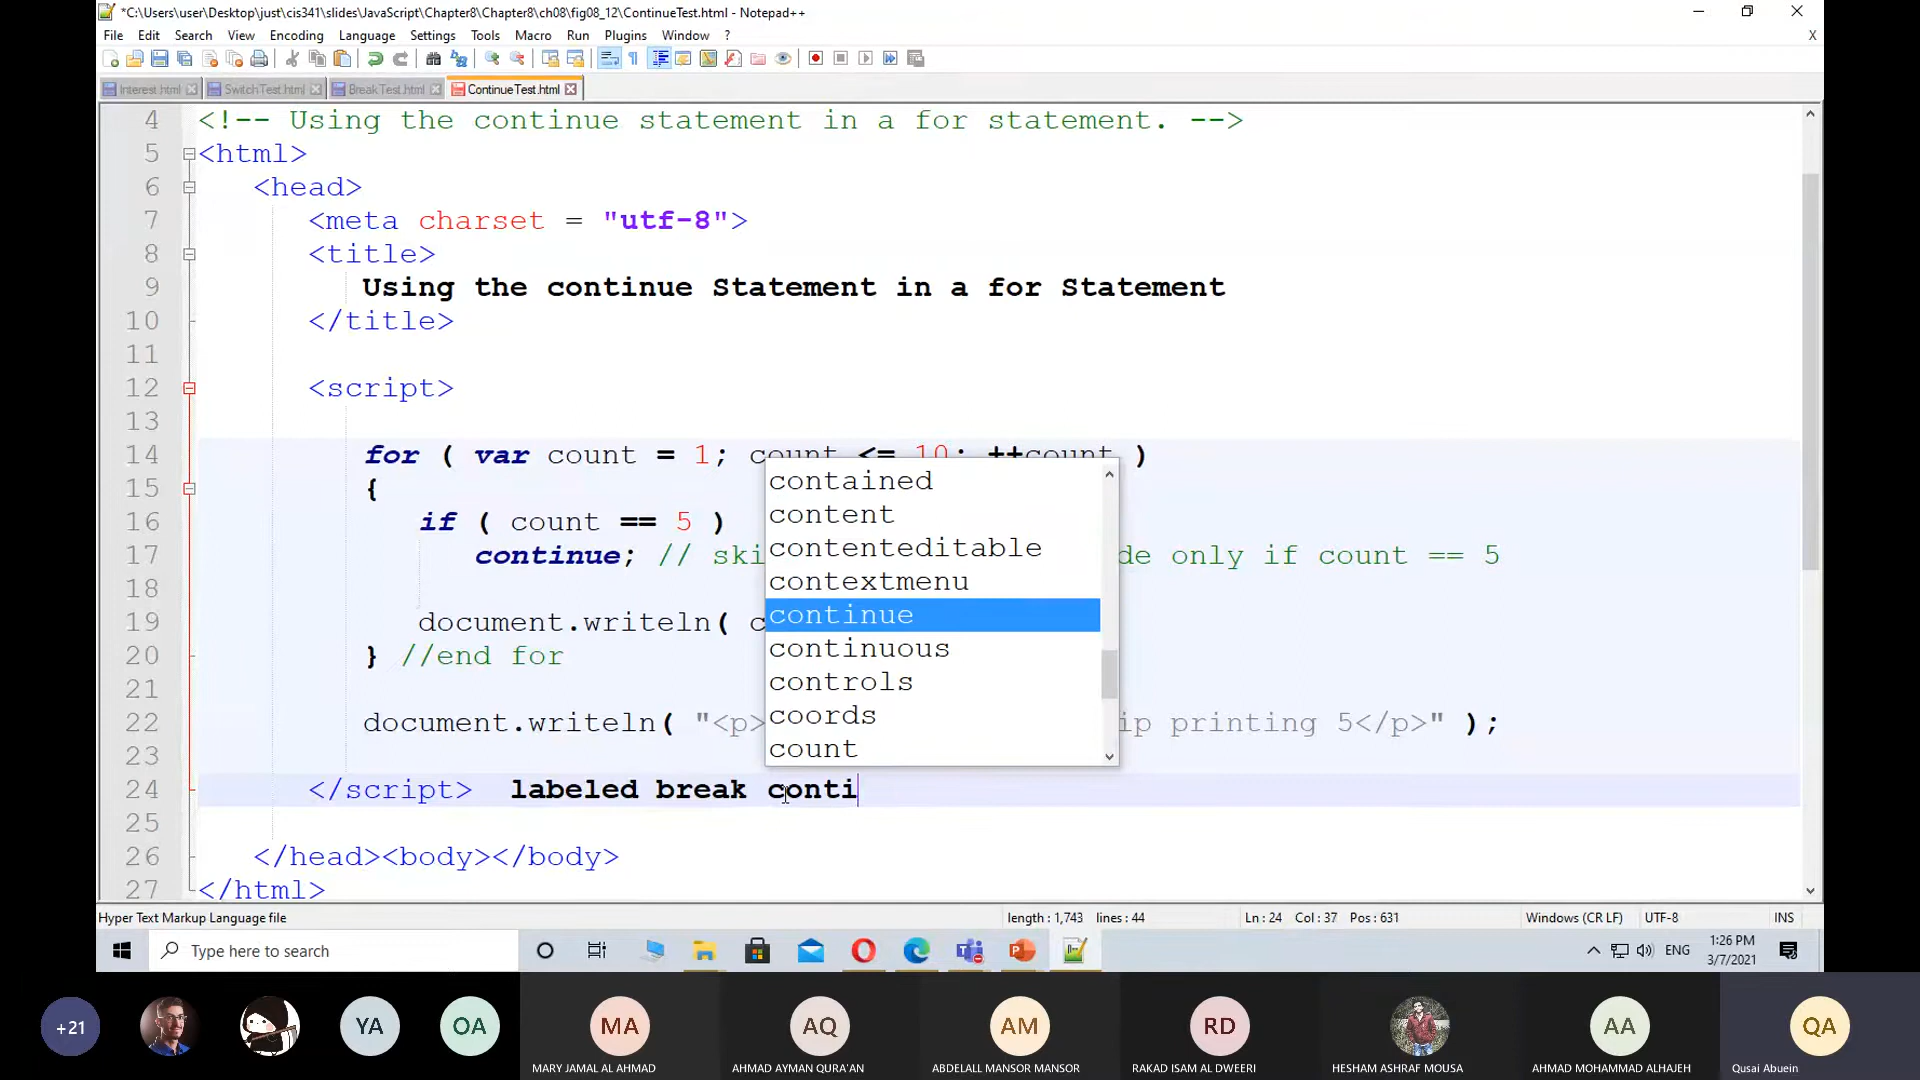 *C:\Users\user\Desktop\just\cis341\slides\JavaScript\Chapter8\Chapter8\ch08\fig08_12\ContinueTest.html - Notepad++
File Edit Search View Encoding Language Settings Tools Macro Run Plugins Window ? X
Interest.html SwitchTest.html BreakTest.html ContinueTest.html
4 <!-- Using the continue statement in a for statement. -->
5 <html>
6 <head>
7 <meta charset = "utf-8">
8 <title>
9 Using the continue Statement in a for Statement
10 </title>
11
12 <script>
13
14 for ( var count = 1; count <= 10; ++count )
15 {
16 if ( count == 5 )
17 continue; // ski de only if count == 5
18
19 document.writeln( c
20 } //end for
21
22 document.writeln( "<p> ip printing 5</p>" );
23
24 </script> labeled break conti
25
26 </head><body></body>
27 </html>
contained
content
contenteditable
contextmenu
continue
continuous
controls
coords
count
Hyper Text Markup Language file length : 1,743 lines : 44 Ln : 24 Col : 37 Pos : 631 Windows (CR LF) UTF-8 INS
Type here to search ENG 1:26 PM
3/7/2021
+21 YA OA MA AQ AM RD AA QA
MARY JAMAL AL AHMAD AHMAD AYMAN QURA'AN ABDELALL MANSOR MANSOR RAKAD ISAM AL DWEERI HESHAM ASHRAF MOUSA AHMAD MOHAMMAD ALHAJEH Qusai Abuein